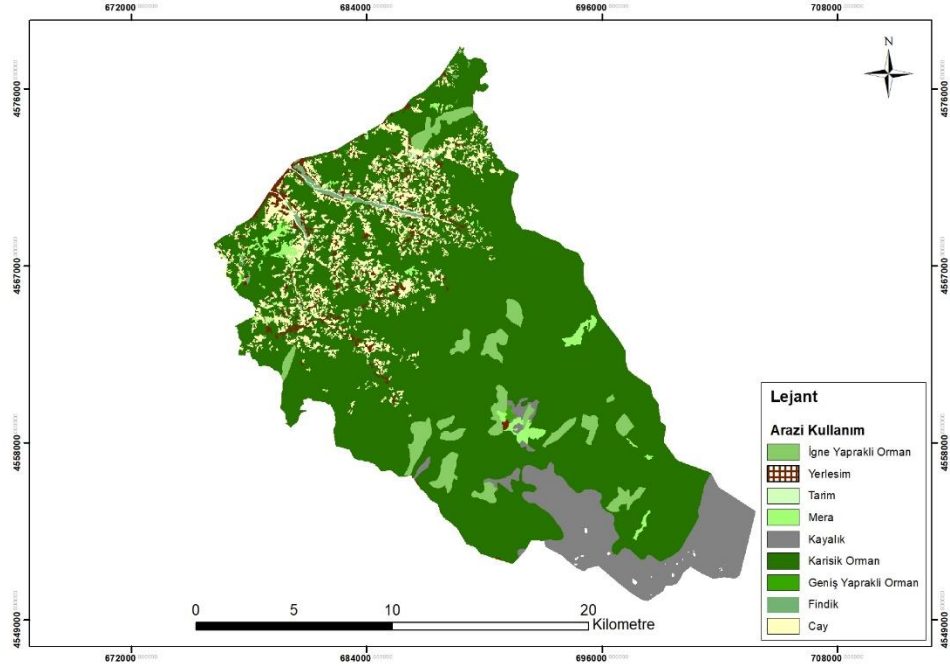 672000 684000 696000 708000
N
4576000 4576000
4567000 4567000
4558000 4558000
4549000 4549000
Lejant
Arazi Kullanım
İgne Yaprakli Orman
Yerlesim
Tarim
Mera
Kayalık
Karisik Orman
Geniş Yaprakli Orman
Findik
Cay
0 5 10 20
Kilometre
672000 684000 696000 708000